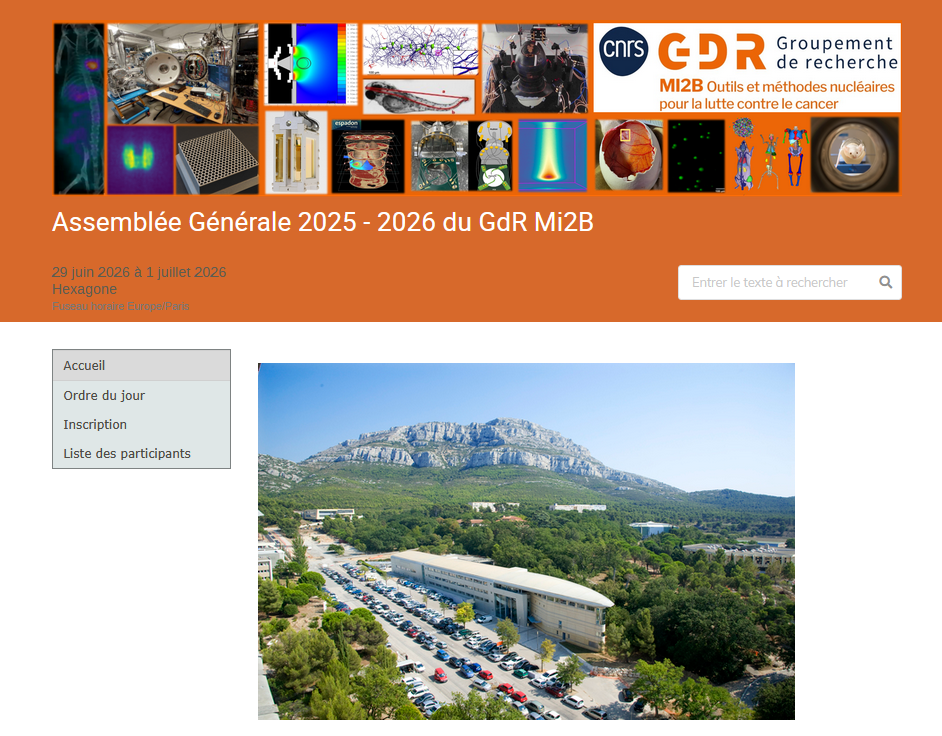 cnrs
GDR
Groupement
de recherche
MI2B Outils et méthodes nucléaires
pour la lutte contre le cancer
espadon
Assemblée Générale 2025 - 2026 du GdR Mi2B
29 juin 2026 à 1 juillet 2026
Hexagone
Fuseau horaire Europe/Paris
Entrer le texte à rechercher
Accueil
Ordre du jour
Inscription
Liste des participants